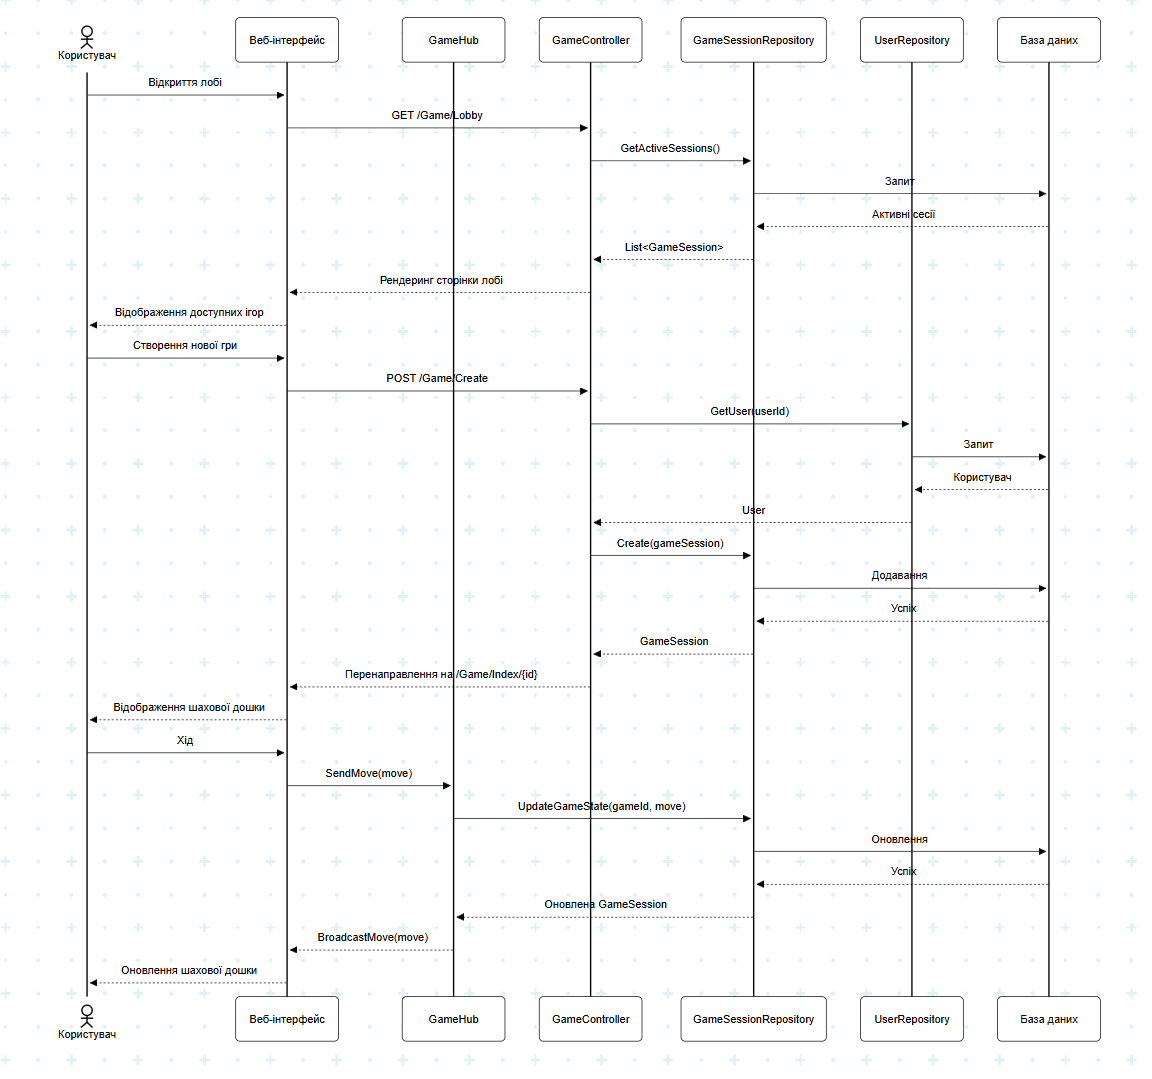 Користувач
Веб-інтерфейс
GameHub
GameController
GameSessionRepository
UserRepository
База даних
Відкриття лобі
GET /Game/Lobby
GetActiveSessions()
Запит
Активні сесії
List<GameSession>
Рендеринг сторінки лобі
Відображення доступних ігор
Створення нової гри
POST /Game/Create
GetUser(userId)
Запит
Користувач
User
Create(gameSession)
Додавання
Успіх
GameSession
Перенаправлення на /Game/Index/{id}
Відображення шахової дошки
Хід
SendMove(move)
UpdateGameState(gameId, move)
Оновлення
Успіх
Оновлена GameSession
BroadcastMove(move)
Оновлення шахової дошки
Користувач
Веб-інтерфейс
GameHub
GameController
GameSessionRepository
UserRepository
База даних